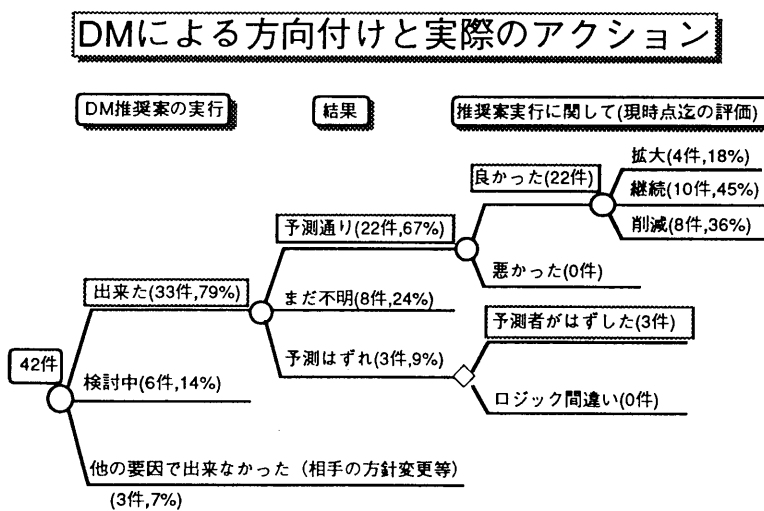 DMによる方向付けと実際のアクション
DM推奨案の実行
結果
推奨案実行に関して(現時点迄の評価)
拡大(4件,18%)
良かった(22件)
継続(10件,45%)
予測通り(22件,67%)
削減(8件,36%)
悪かった(0件)
出来た(33件,79%)
まだ不明(8件,24%)
予測者がはずした(3件)
42件
予測はずれ(3件,9%)
検討中(6件,14%)
ロジック間違い(0件)
他の要因で出来なかった（相手の方針変更等）
(3件,7%)